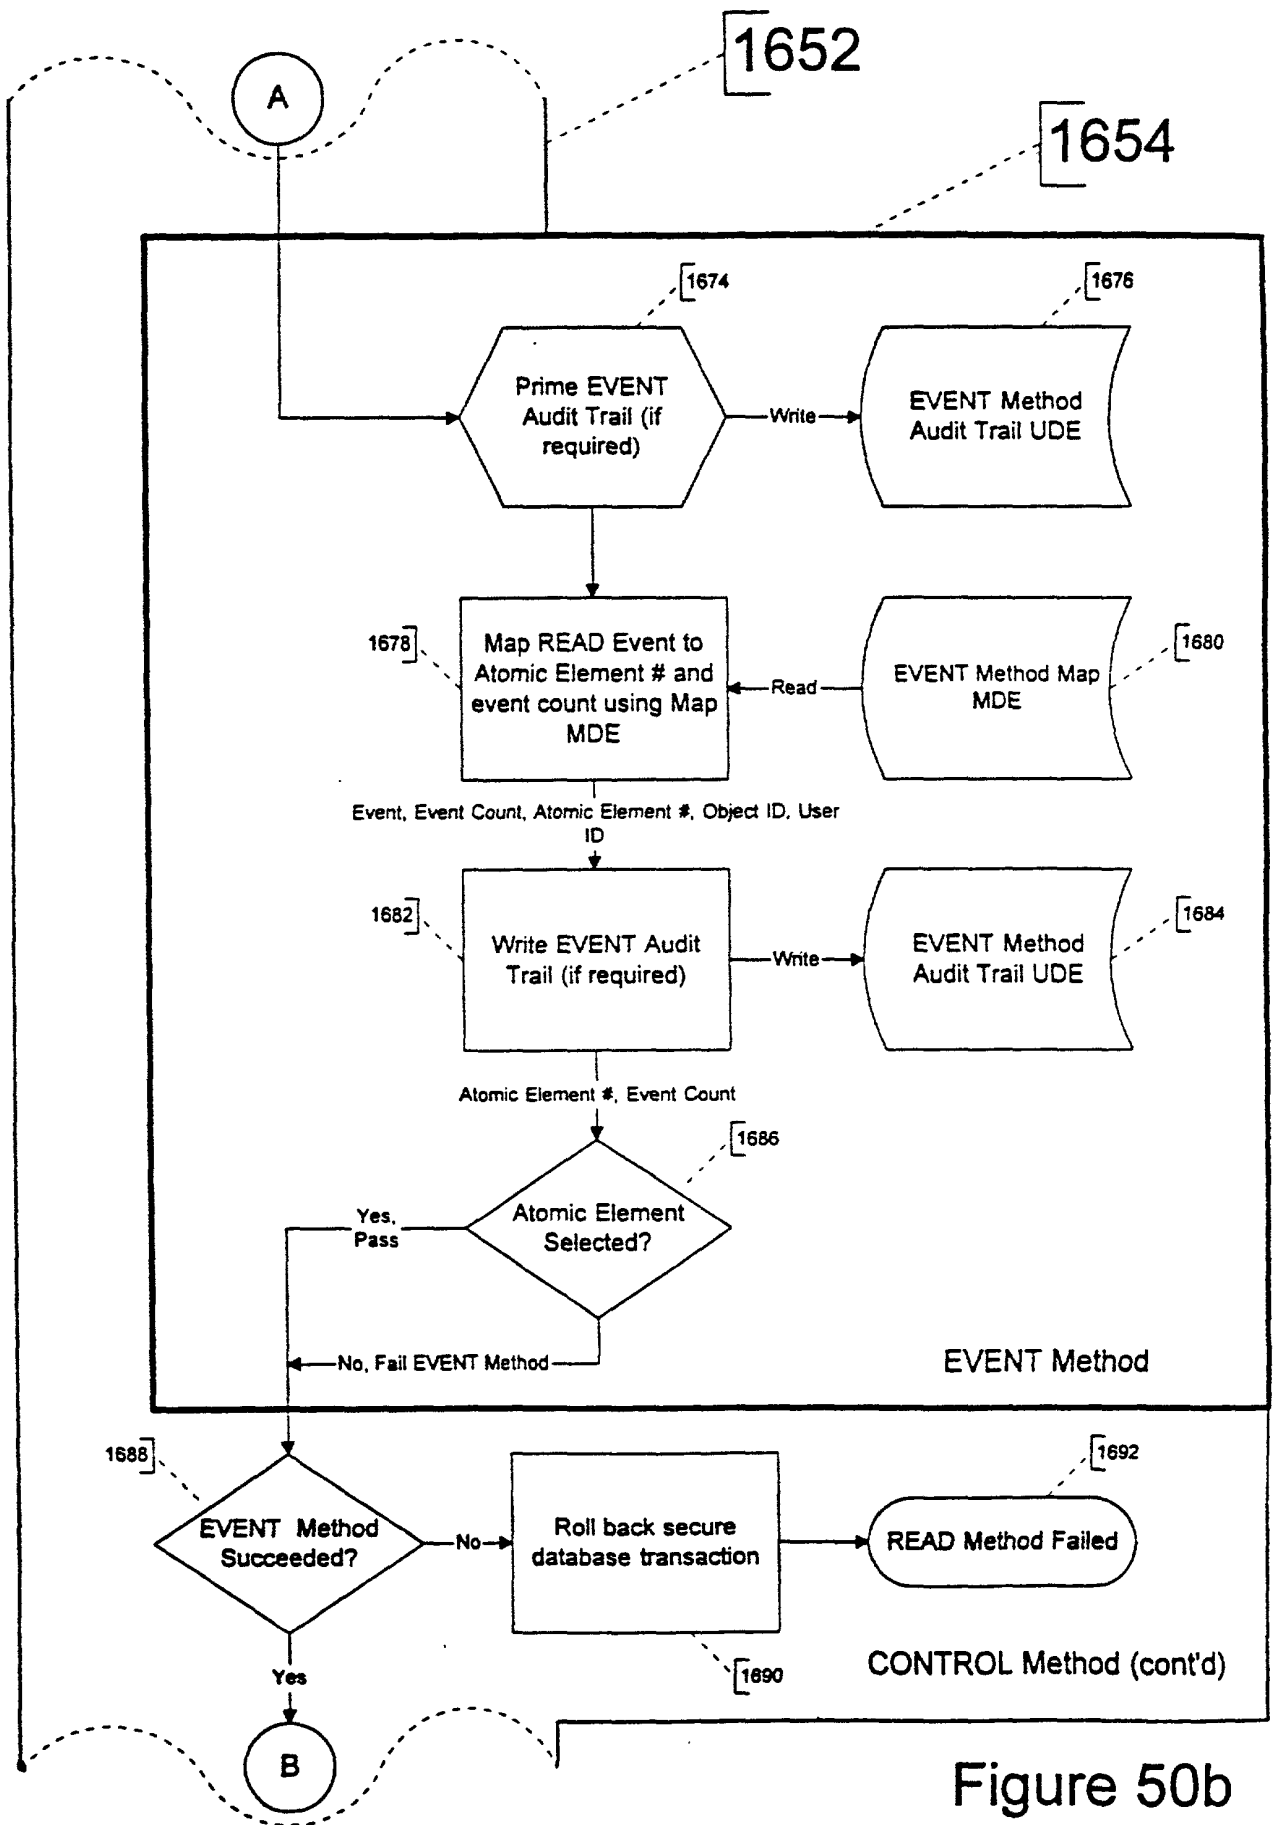 1652
A
1654
1674
1676
Prime EVENT
Audit Trail (if
required)
Write
EVENT Method
Audit Trail UDE
1678
Map READ Event to
Atomic Element # and
event count using Map
MDE
Read
EVENT Method Map
MDE
1680
Event, Event Count, Atomic Element #, Object ID, User
ID
1682
Write EVENT Audit
Trail (if required)
Write
EVENT Method
Audit Trail UDE
1684
Atomic Element #, Event Count
1686
Atomic Element
Selected?
Yes,
Pass
No, Fail EVENT Method
EVENT Method
1688
EVENT Method
Succeeded?
No
Roll back secure
database transaction
1692
READ Method Failed
1690
CONTROL Method (cont'd)
Yes
B
Figure 50b